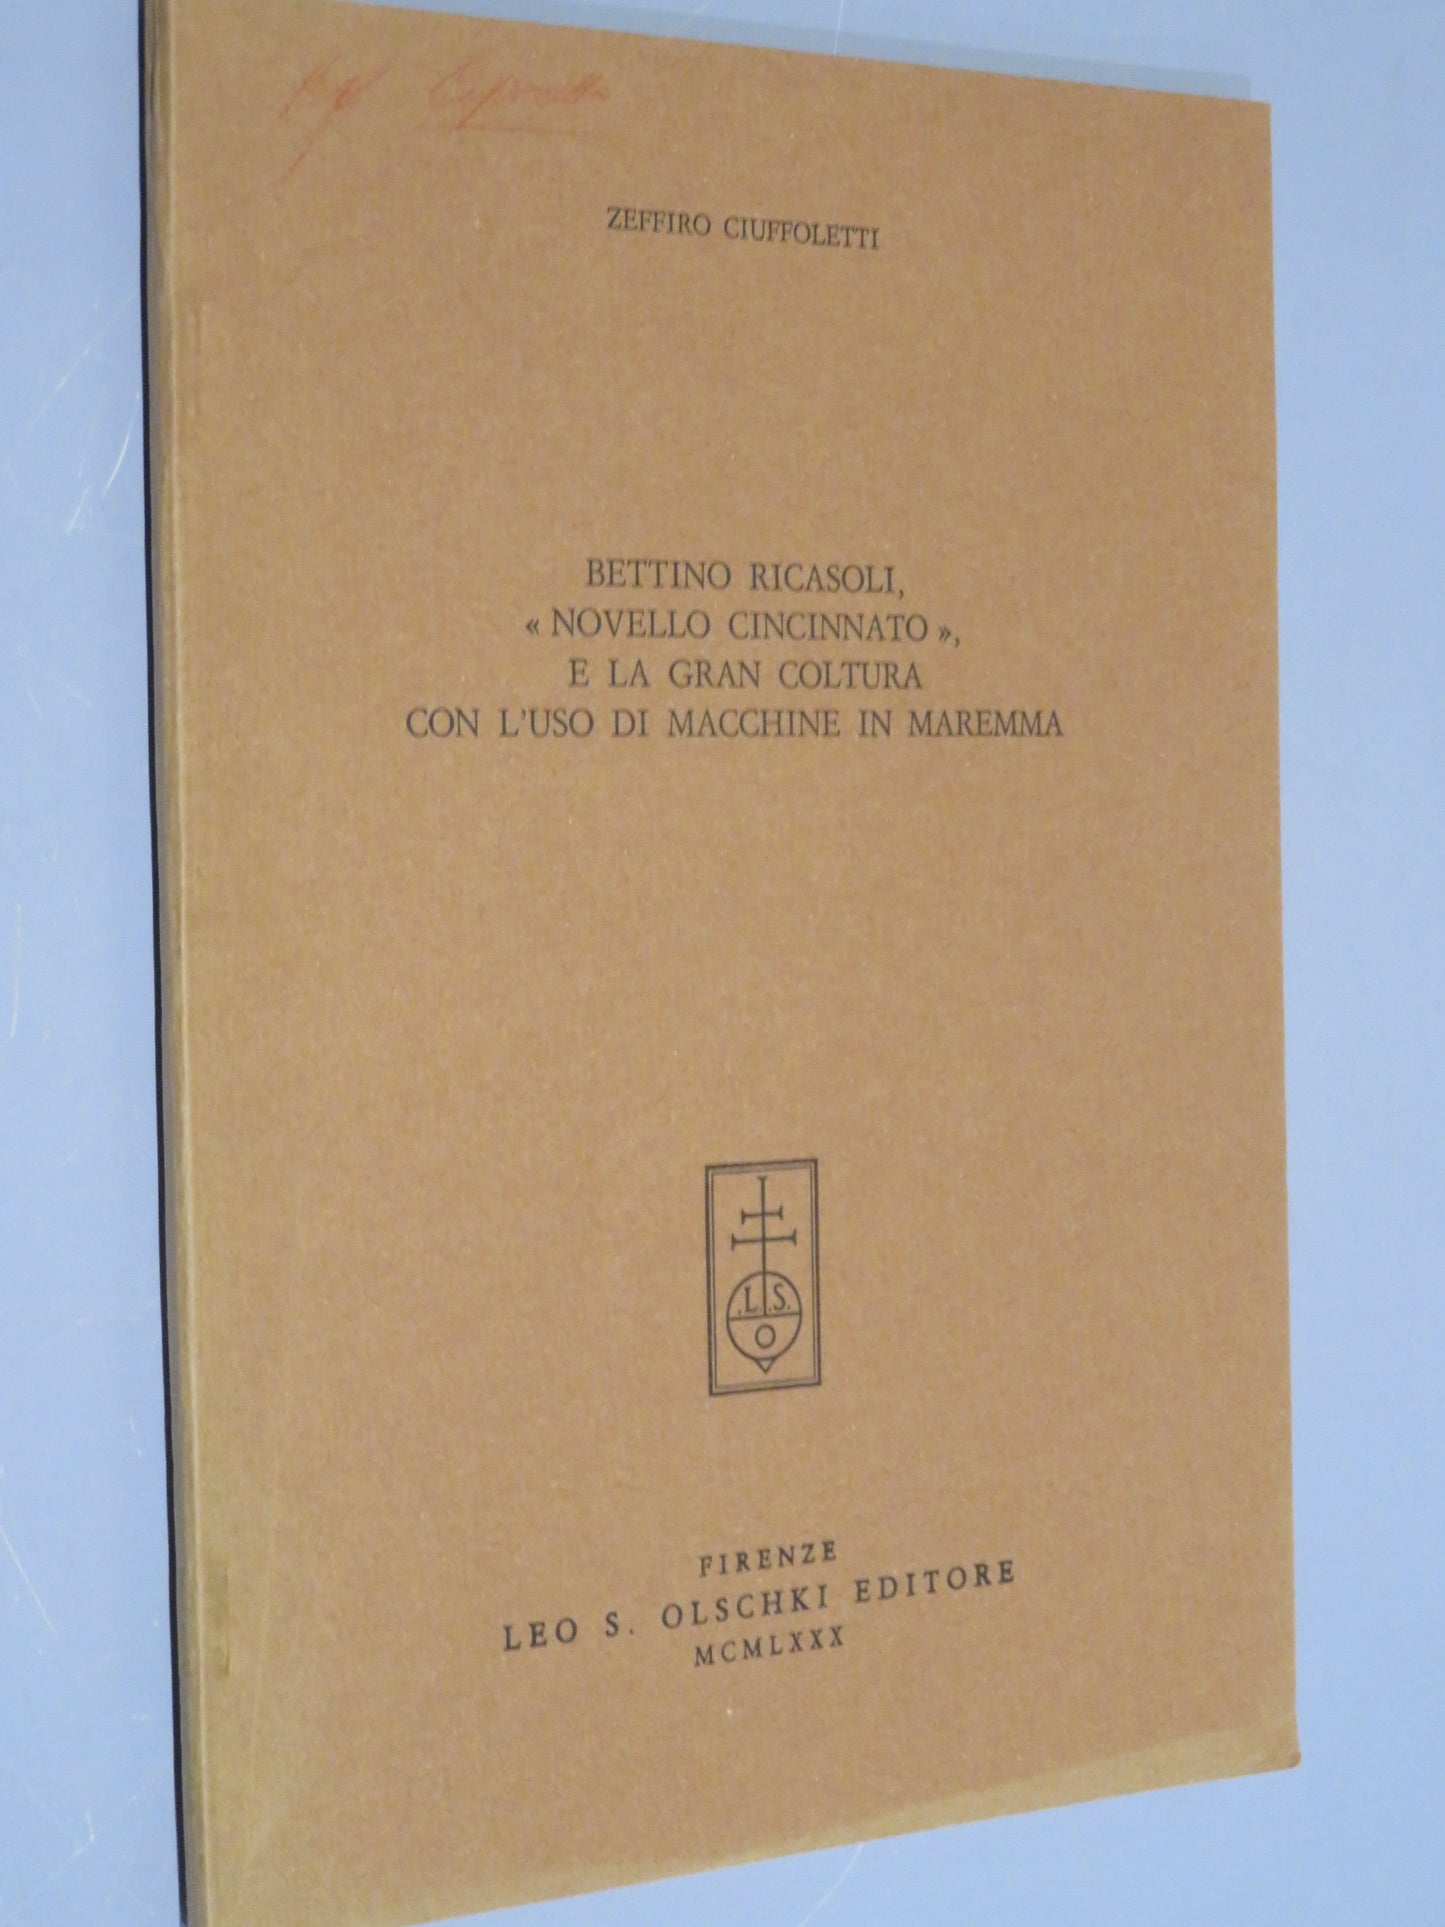 ZEFFIRO CIUFFOLETTI
BETTINO RICASOLI,
« NOVELLO CINCINNATO »,
E LA GRAN COLTURA
CON L'USO DI MACCHINE IN MAREMMA
.L.S.
O
FIRENZE
LEO S. OLSCHKI EDITORE
MCMLXXX